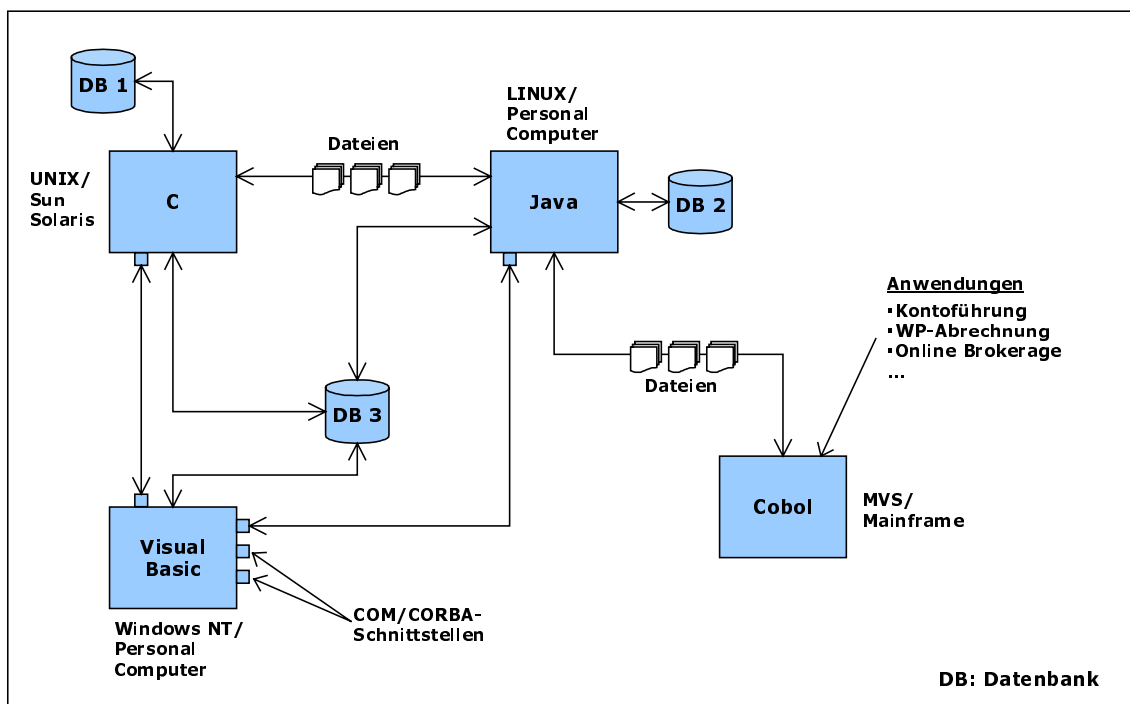 DB 1
LINUX/
Personal
Computer
Dateien
UNIX/
Sun
Solaris
C
Java
DB 2
Anwendungen
▪Kontoführung
▪WP-Abrechnung
▪Online Brokerage
...
Dateien
DB 3
Cobol
MVS/
Mainframe
Visual
Basic
COM/CORBA-
Schnittstellen
Windows NT/
Personal
Computer
DB: Datenbank